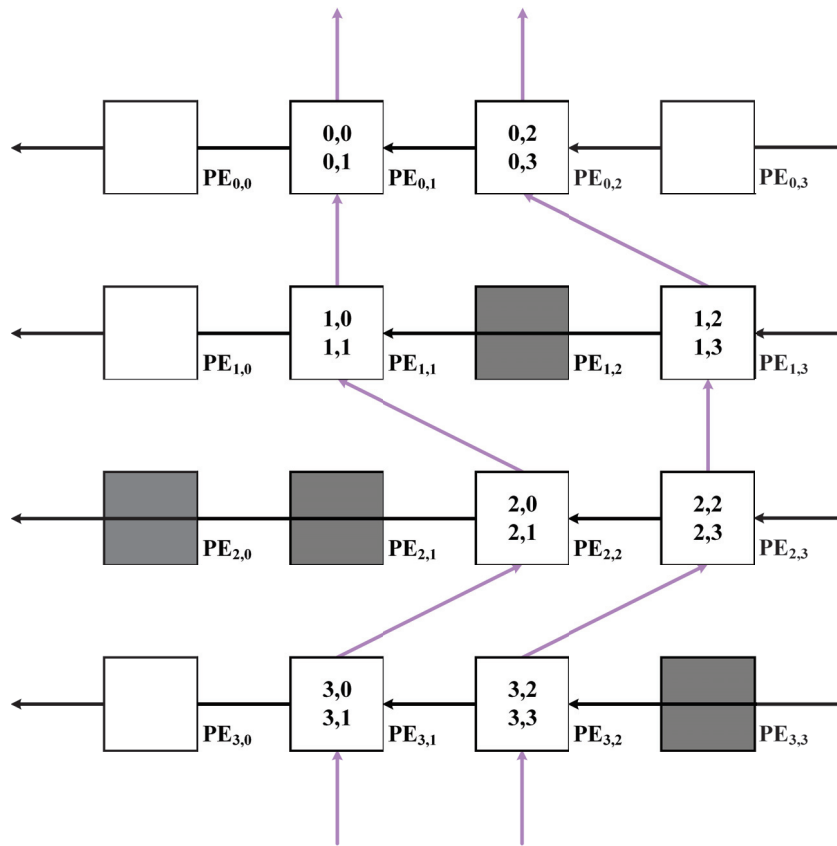 0,0
0,1
0,2
0,3
PE0,0
PE0,1
PE0,2
PE0,3
1,0
1,1
1,2
1,3
PE1,0
PE1,1
PE1,2
PE1,3
2,0
2,1
2,2
2,3
PE2,0
PE2,1
PE2,2
PE2,3
3,0
3,1
3,2
3,3
PE3,0
PE3,1
PE3,2
PE3,3